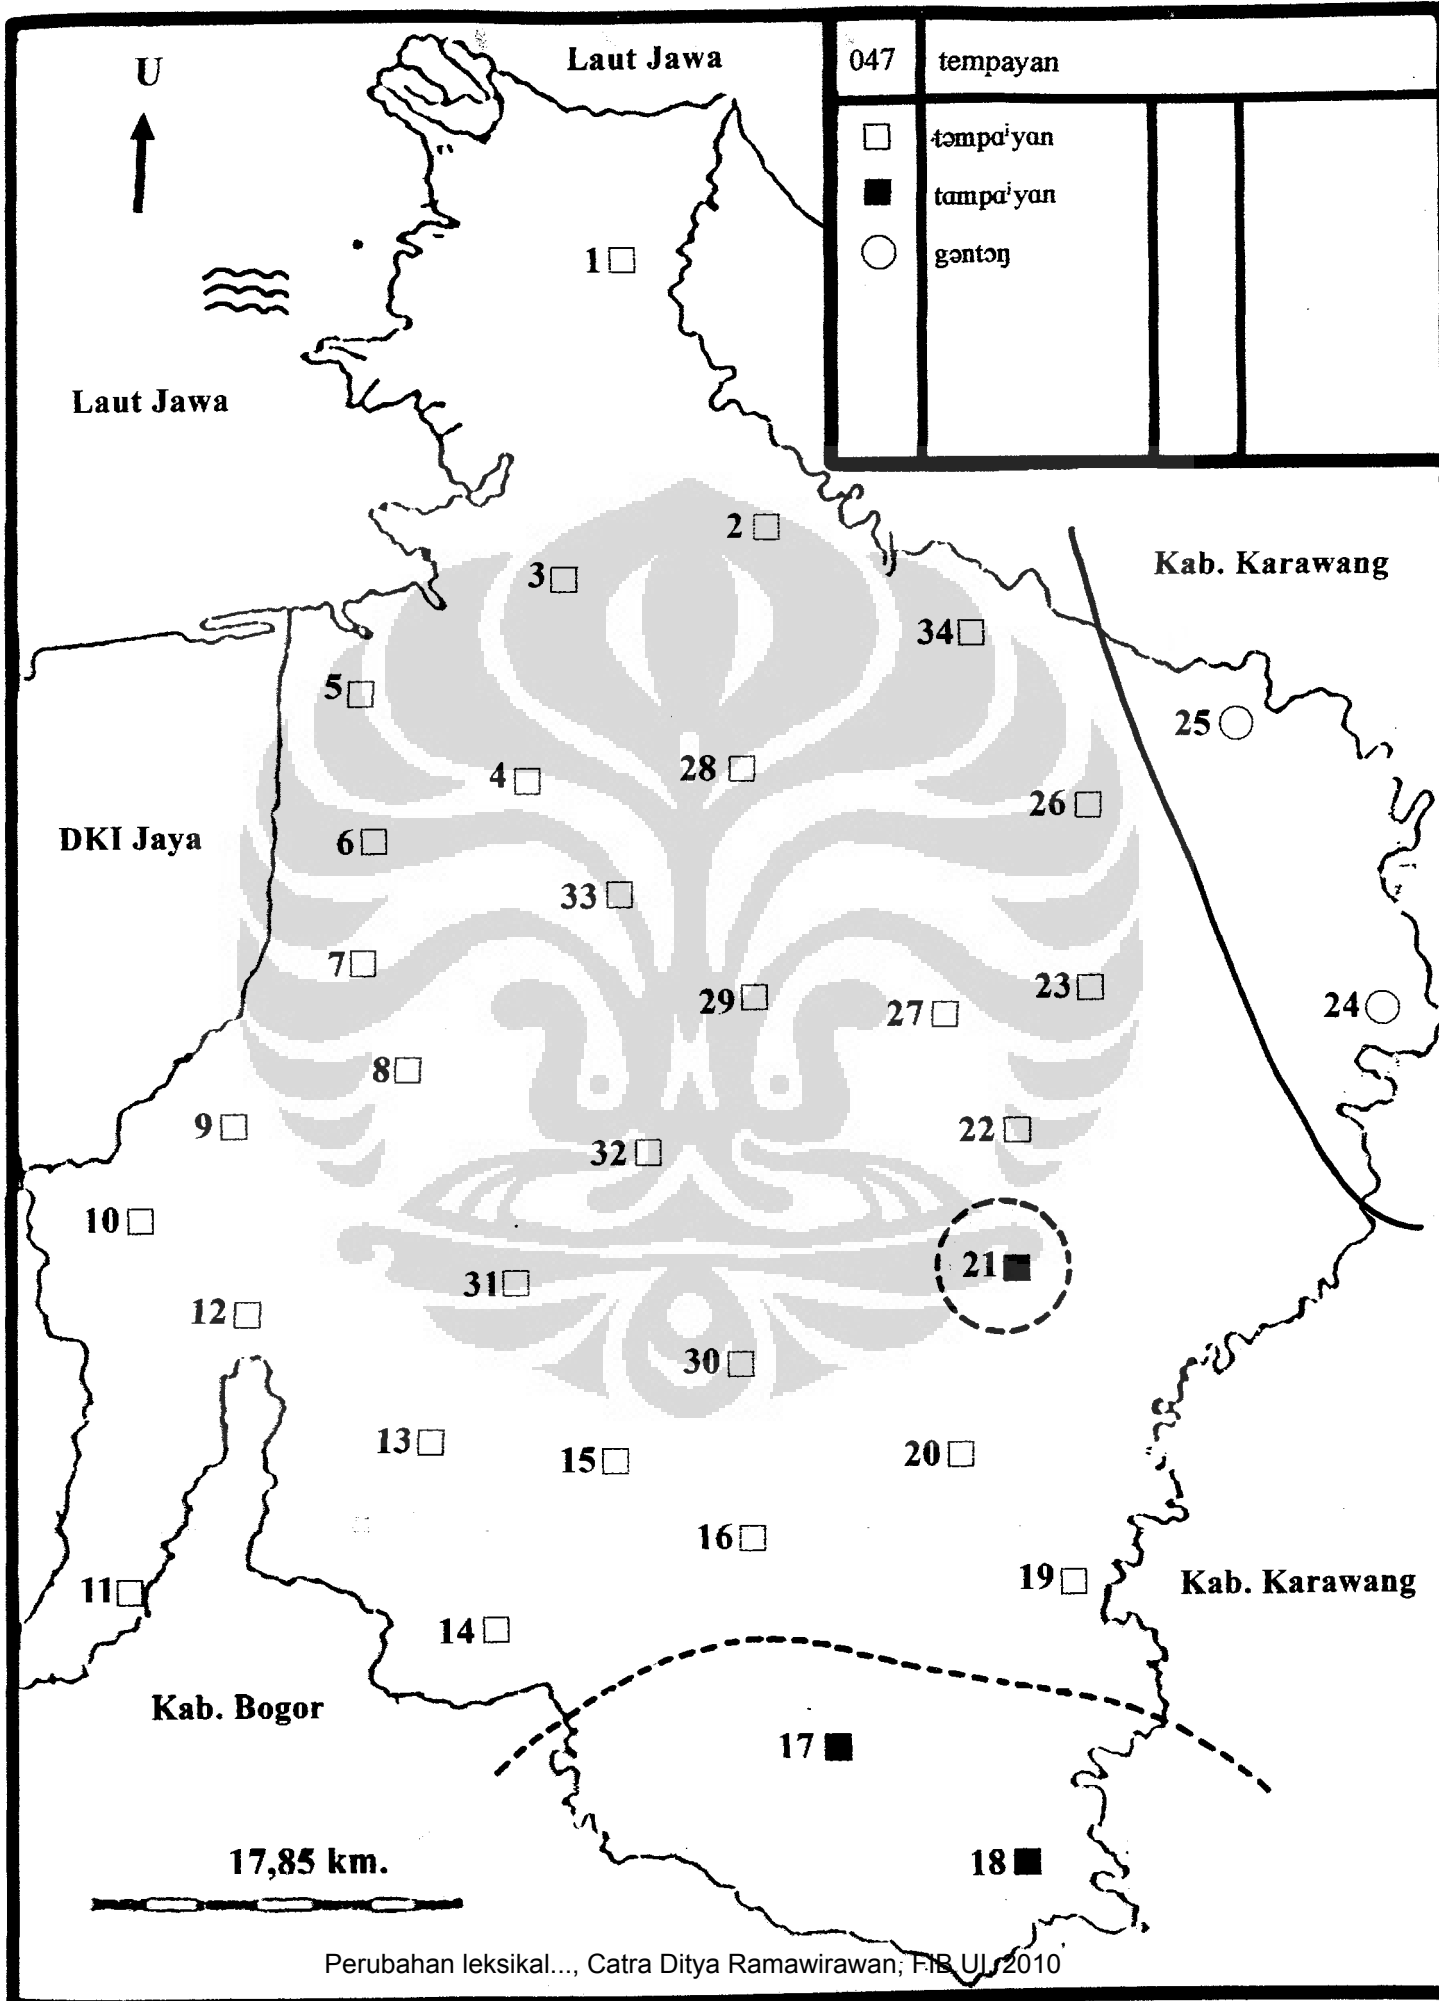 U
Laut Jawa
047 tempayan
təmpaⁱyan
tampaⁱyan
gəntɔŋ
1
Laut Jawa
2
Kab. Karawang
3
34
5
25
4
28
26
DKI Jaya
6
33
7
29
27
23
24
8
9
32
22
10
21
31
12
30
13
15
20
16
11
19
Kab. Karawang
14
Kab. Bogor
17
17,85 km.
18
Perubahan leksikal..., Catra Ditya Ramawirawan, FIB UI, 2010